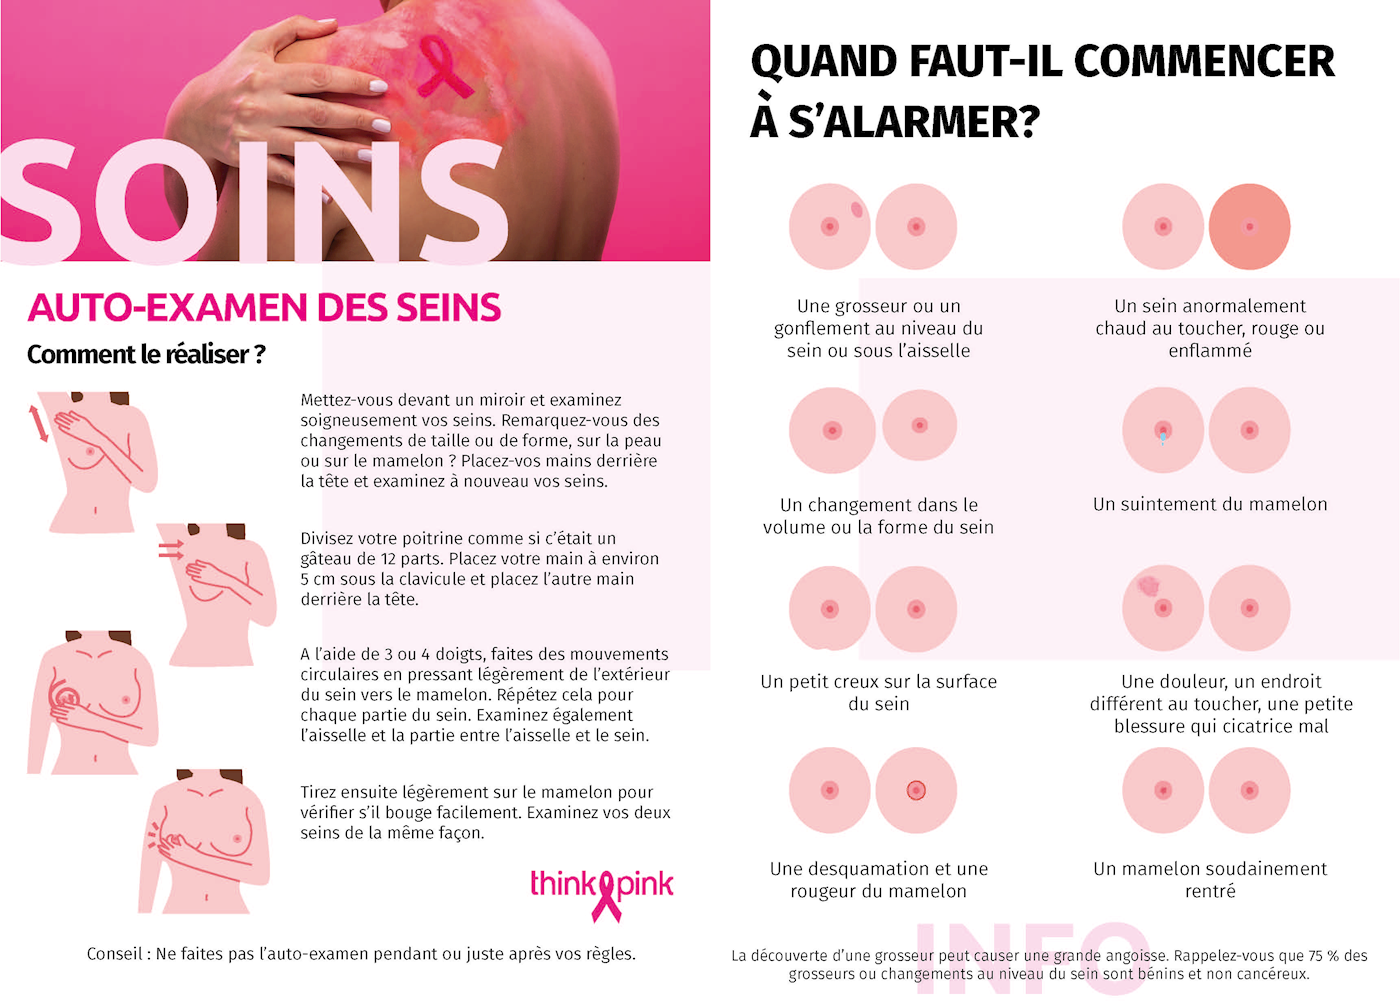 SOINS
AUTO-EXAMEN DES SEINS
Comment le réaliser ?
Mettez-vous devant un miroir et examinez
soigneusement vos seins. Remarquez-vous des
changements de taille ou de forme, sur la peau
ou sur le mamelon ? Placez-vos mains derrière
la tête et examinez à nouveau vos seins.
Divisez votre poitrine comme si c’était un
gâteau de 12 parts. Placez votre main à environ
5 cm sous la clavicule et placez l’autre main
derrière la tête.
A l’aide de 3 ou 4 doigts, faites des mouvements
circulaires en pressant légèrement de l’extérieur
du sein vers le mamelon. Répétez cela pour
chaque partie du sein. Examinez également
l’aisselle et la partie entre l’aisselle et le sein.
Tirez ensuite légèrement sur le mamelon pour
vérifier s’il bouge facilement. Examinez vos deux
seins de la même façon.
think pink
Conseil : Ne faites pas l’auto-examen pendant ou juste après vos règles.
QUAND FAUT-IL COMMENCER
À S’ALARMER?
Une grosseur ou un
gonflement au niveau du
sein ou sous l’aisselle
Un sein anormalement
chaud au toucher, rouge ou
enflammé
Un changement dans le
volume ou la forme du sein
Un suintement du mamelon
Un petit creux sur la surface
du sein
Une douleur, un endroit
différent au toucher, une petite
blessure qui cicatrice mal
Une desquamation et une
rougeur du mamelon
Un mamelon soudainement
rentré
INFO
La découverte d’une grosseur peut causer une grande angoisse. Rappelez-vous que 75 % des
grosseurs ou changements au niveau du sein sont bénins et non cancéreux.